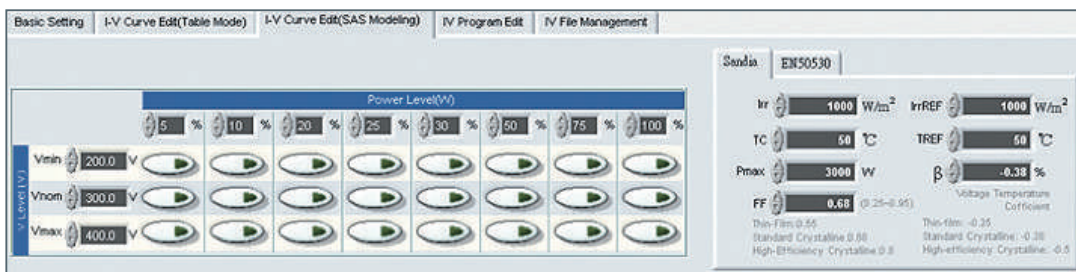 Basic Setting I-V Curve Edit(Table Mode) I-V Curve Edit(SAS Modeling) IV Program Edit IV File Management
Sandia EN50530
Power Level(W)
5 % 10 % 20 % 25 % 30 % 50 % 75 % 100 %
V Level (V)
Vmin 200.0 V
Vnom 300.0 V
Vmax 400.0 V
Irr 1000 W/m² IrrREF 1000 W/m²
TC 50 °C TREF 50 °C
Pmax 3000 W β -0.38 %
FF 0.68 (0.25~0.95)
Voltage Temperature
Cofficient
Thin-Film:0.55
Standard Crystalline:0.68
High-Efficiency Crystalline:0.8
Thin-film: -0.25
Standard Crystalline: -0.38
High-efficiency Crystalline: -0.5